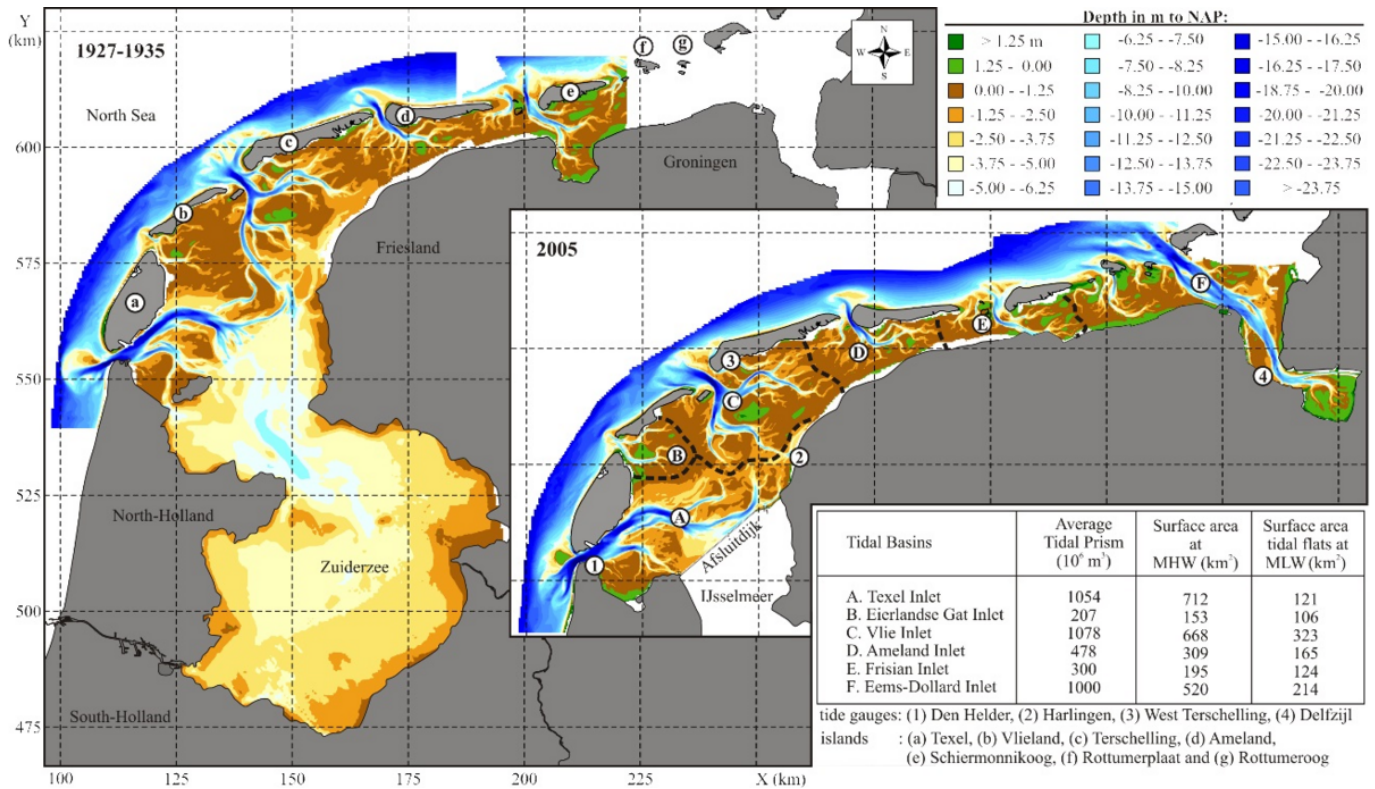 Y
(km)
1927-1935
North Sea
600
575
550
525
500
475
100
125
150
175
200
225
X (km)
250
a
b
c
d
e
f
g
N
W
E
S
Groningen
Friesland
North-Holland
Zuiderzee
South-Holland
Depth in m to NAP:
> 1.25 m
1.25 - 0.00
0.00 - -1.25
-1.25 - -2.50
-2.50 - -3.75
-3.75 - -5.00
-5.00 - -6.25
-6.25 - -7.50
-7.50 - -8.25
-8.25 - -10.00
-10.00 - -11.25
-11.25 - -12.50
-12.50 - -13.75
-13.75 - -15.00
-15.00 - -16.25
-16.25 - -17.50
-18.75 - -20.00
-20.00 - -21.25
-21.25 - -22.50
-22.50 - -23.75
> -23.75
2005
A
B
C
D
E
F
1
2
3
4
Afsluitdijk
IJsselmeer
Tidal Basins Average Tidal Prism (10⁶ m³) Surface area at MHW (km²) Surface area tidal flats at MLW (km²)
A. Texel Inlet 1054 712 121
B. Eierlandse Gat Inlet 207 153 106
C. Vlie Inlet 1078 668 323
D. Ameland Inlet 478 309 165
E. Frisian Inlet 300 195 124
F. Eems-Dollard Inlet 1000 520 214
tide gauges: (1) Den Helder, (2) Harlingen, (3) West Terschelling, (4) Delfzijl
islands : (a) Texel, (b) Vlieland, (c) Terschelling, (d) Ameland,
(e) Schiermonnikoog, (f) Rottumerplaat and (g) Rottumeroog